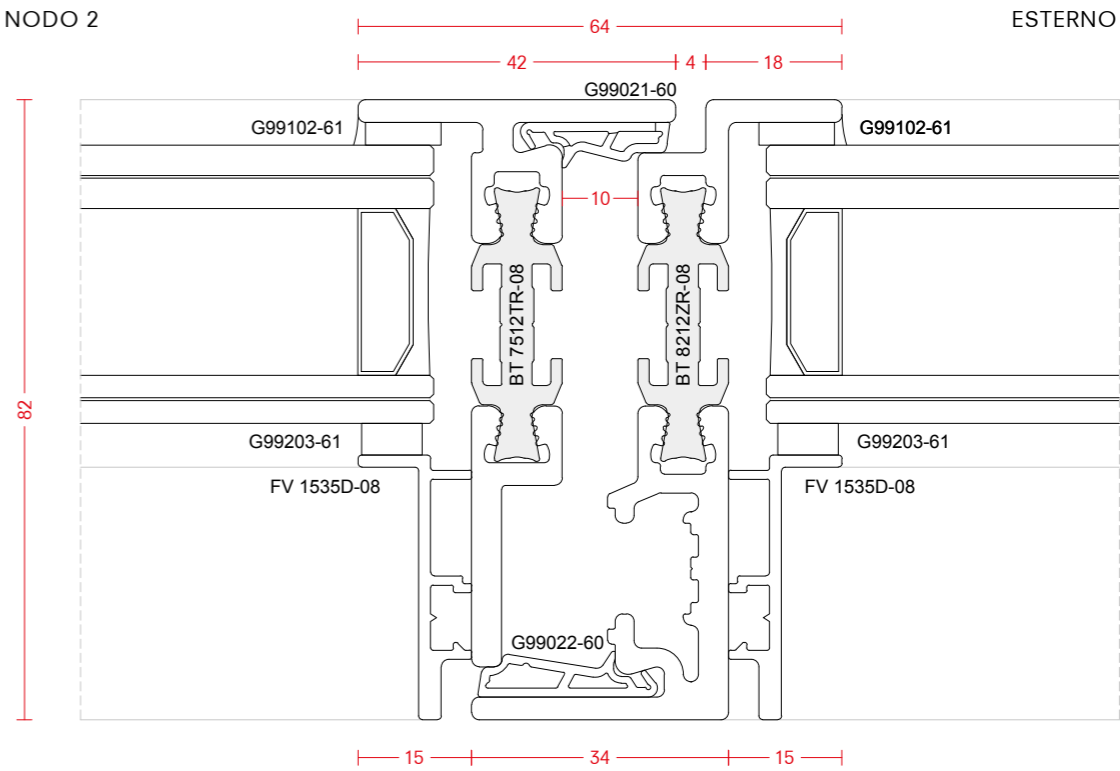 NODO 2
ESTERNO
64
42
4
18
G99021-60
G99102-61
G99102-61
10
BT 7512TR-08
BT 8212ZR-08
82
G99203-61
G99203-61
FV 1535D-08
FV 1535D-08
G99022-60
15
34
15